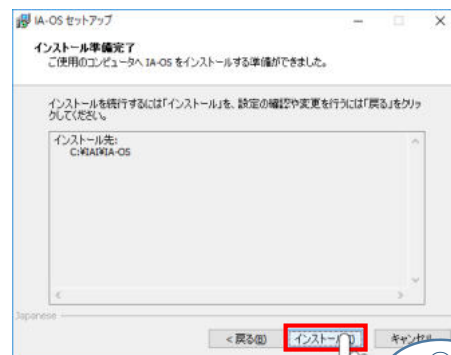 IA-OS セットアップ
インストール準備完了
ご使用のコンピュータへ IA-OS をインストールする準備ができました。
インストールを続行するには「インストール」を、設定の確認や変更を行うには「戻る」をクリッ
クしてください。
インストール先:
C:¥IAI¥IA-OS
Japanese
< 戻る(B)
インストール(I)
キャンセル